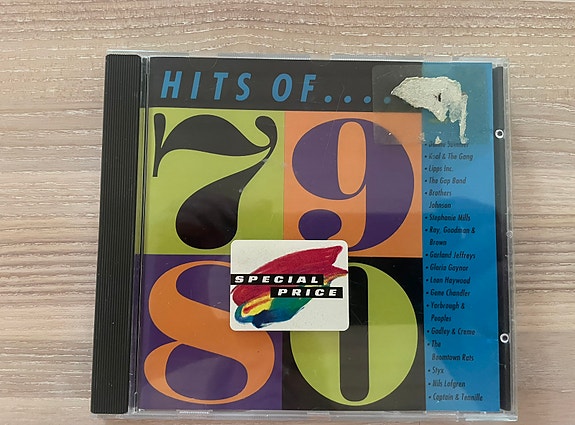 HITS OF....
79
80
SPECIAL
PRICE
• Kool & The Gang
• Lipps Inc.
• The Gap Band
• Brothers
Johnson
• Stephanie Mills
• Ray, Goodman &
Brown
• Garland Jeffreys
• Gloria Gaynor
• Leon Haywood
• Gene Chandler
• Yarbrough &
Peoples
• Godley & Creme
• The
Boomtown Rats
• Styx
• Nils Lofgren
• Captain & Tennille